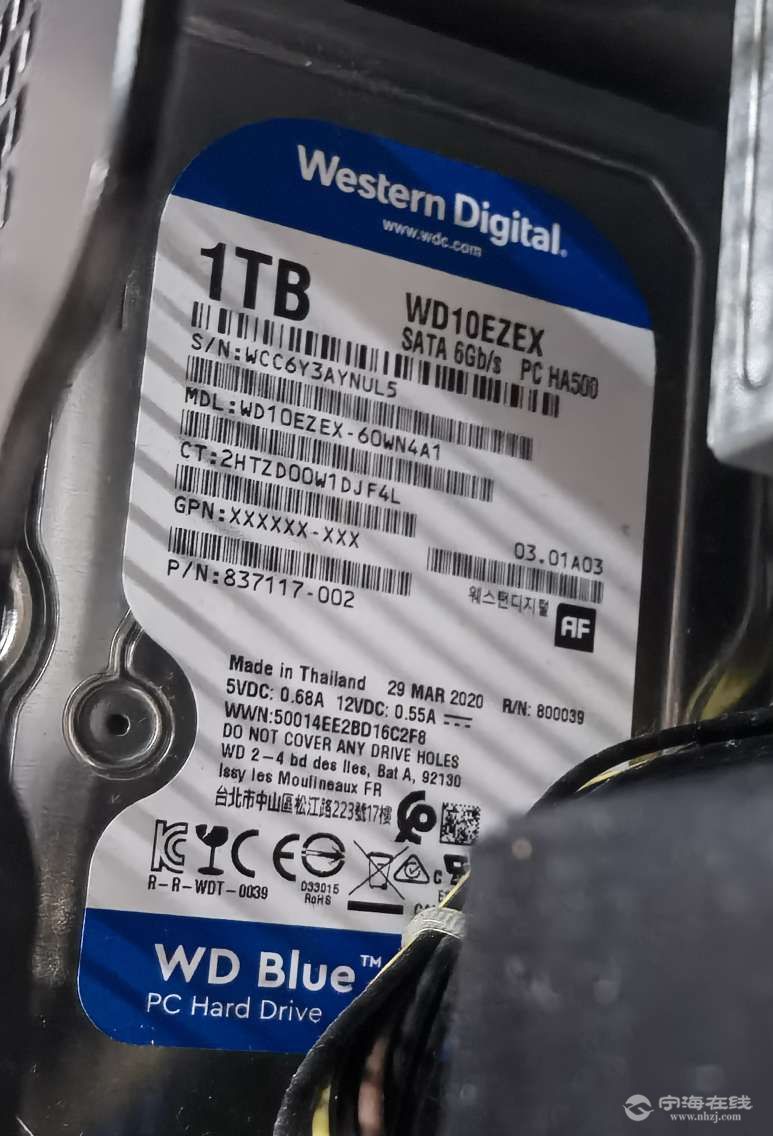 Western Digital®
www.wdc.com
1TB
WD10EZEX
SATA 6Gb/s PC HA500
S/N:WCC6Y3AYNUL5
MDL:WD10EZEX-60WN4A1
CT:2HTZD00W1DJF4L
GPN:XXXXXX-XXX
03.01A03
P/N:837117-002
웨스턴디지털
AF
Made in Thailand 29 MAR 2020 R/N: 800039
5VDC: 0.68A 12VDC: 0.55A
WWN:50014EE2BD16C2F8
DO NOT COVER ANY DRIVE HOLES
WD 2-4 bd des Iles, Bat A, 92130
Issy les Moulineaux FR
台北市中山區松江路223號17樓
KC CE
R-R-WDT-0039
D33015
RoHS
WD Blue™
PC Hard Drive
宁海在线
www.nhzj.com